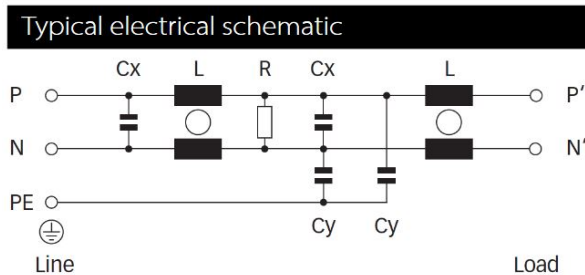 Typical electrical schematic
Cx L R Cx L
P P'
N N'
PE
Cy Cy
Line Load